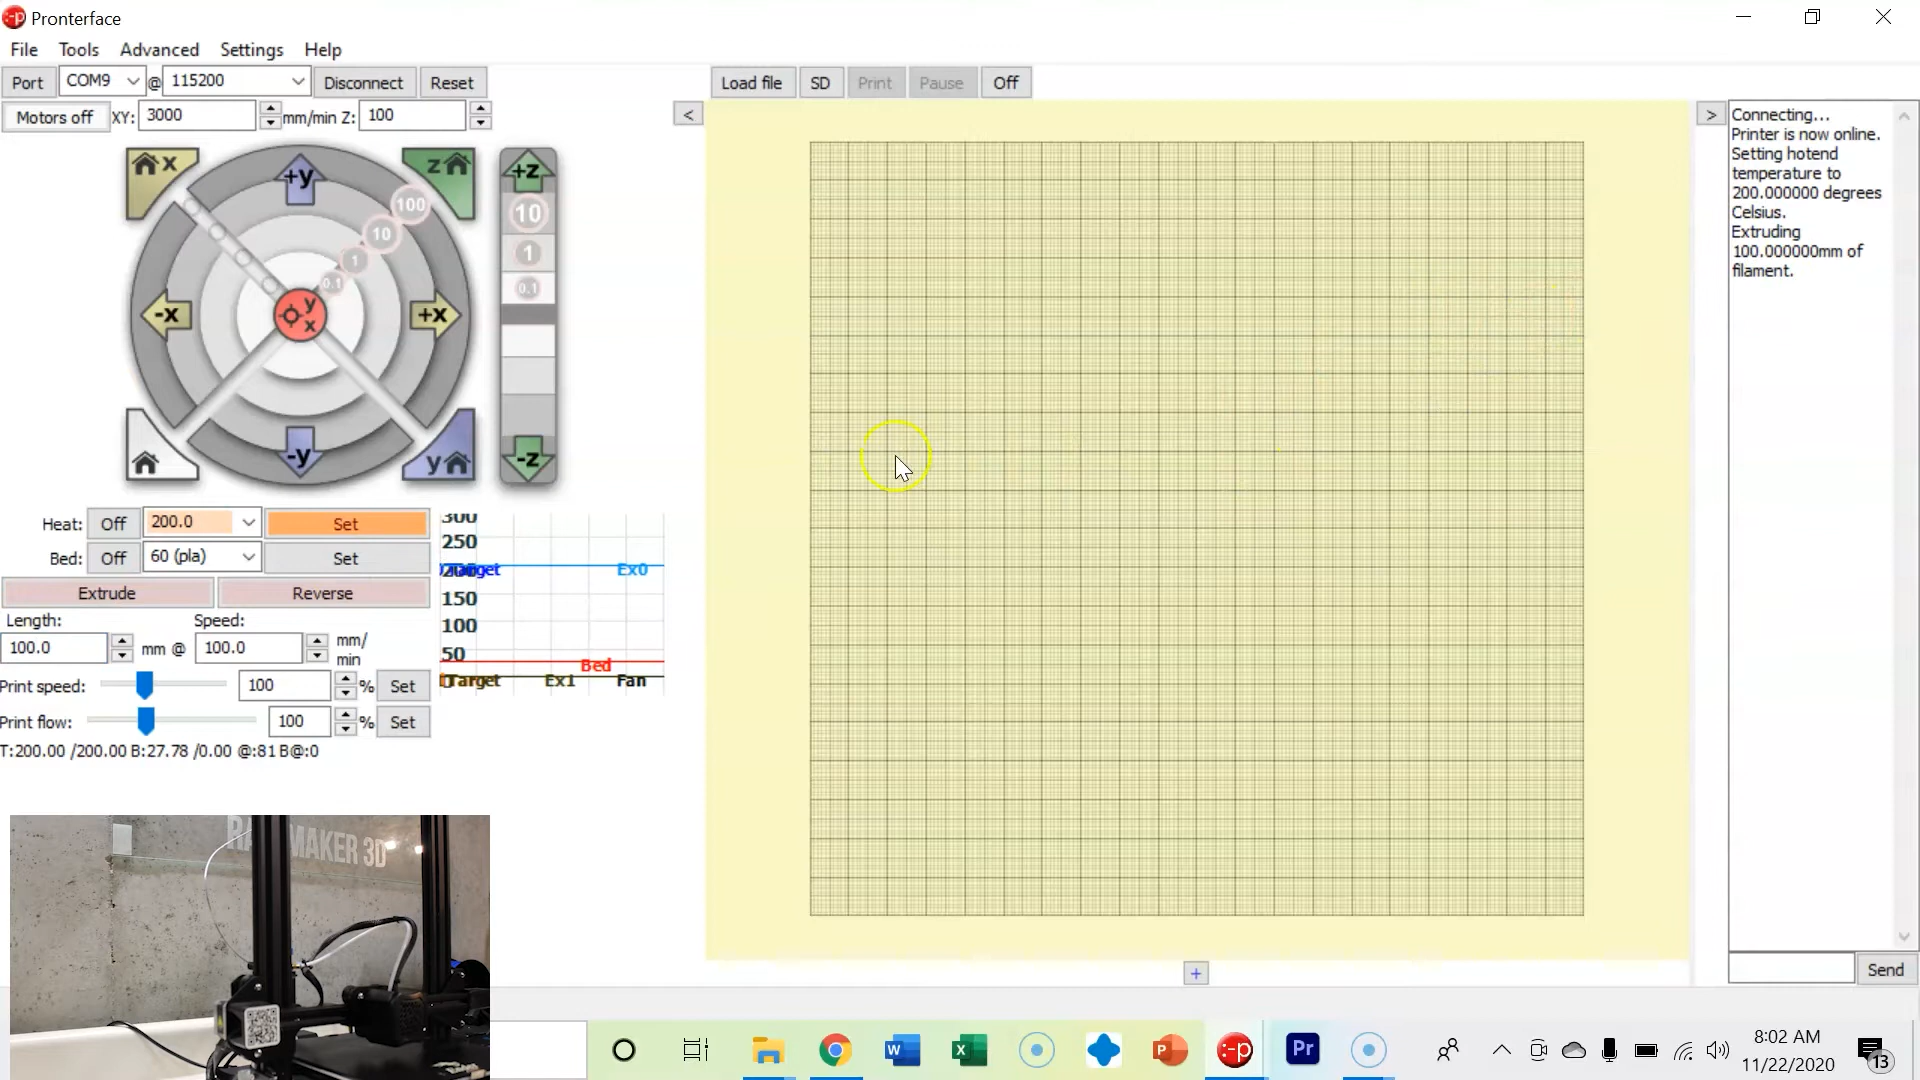 Pronterface
File Tools Advanced Settings Help
Port COM9 @ 115200 Disconnect Reset
Load file SD Print Pause Off
Motors off XY: 3000 mm/min Z: 100
< >
x z
+y +z
100 10
10 1
1 0.1
0.1
-x y x +x
-y -z
y
Heat: Off 200.0 Set
Bed: Off 60 (pla) Set
Extrude Reverse
Length: Speed:
100.0 mm @ 100.0 mm/
min
Print speed: 100 % Set
Print flow: 100 % Set
T:200.00 /200.00 B:27.78 /0.00 @:81 B@:0
300
250
Target Ex0
150
100
50
Bed
Target Ex1 Fan
Connecting...
Printer is now online.
Setting hotend
temperature to
200.000000 degrees
Celsius.
Extruding
100.000000mm of
filament.
+
Send
MAKER 3D
W X P :-p Pr
8:02 AM
11/22/2020
13